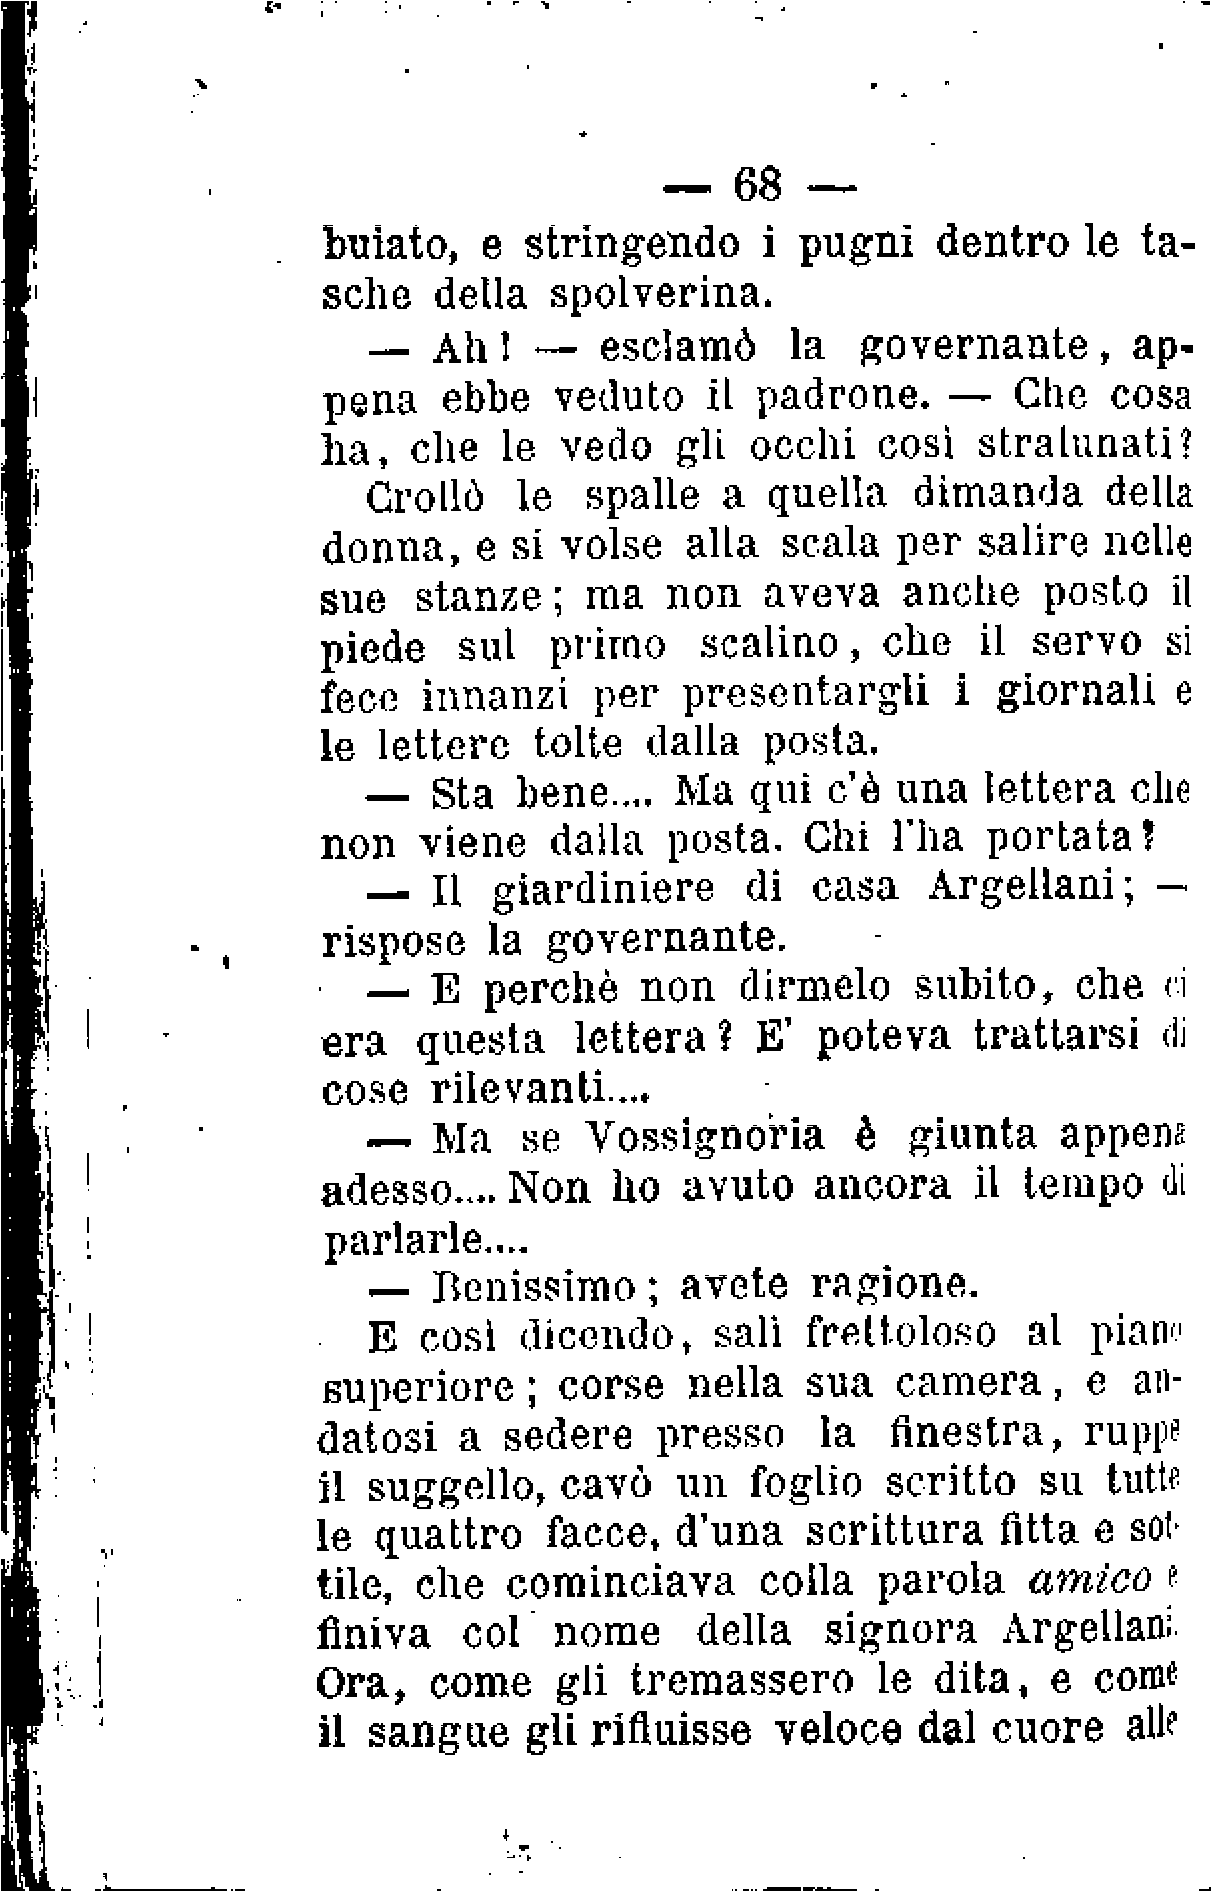 — 68 —
buiato, e stringendo i pugni dentro le ta-
sche della spolverina.
— Ah! — esclamò la governante, ap-
pena ebbe veduto il padrone. — Che cosa
ha, che le vedo gli occhi così stralunati?
Crollò le spalle a quella dimanda della
donna, e si volse alla scala per salire nelle
sue stanze; ma non aveva anche posto il
piede sul primo scalino, che il servo si
fece innanzi per presentargli i giornali e
le lettere tolte dalla posta.
— Sta bene.... Ma qui c'è una lettera che
non viene dalla posta. Chi l'ha portata?
— Il giardiniere di casa Argellani; —
rispose la governante.
— E perchè non dirmelo subito, che ci
era questa lettera? E' poteva trattarsi di
cose rilevanti....
— Ma se Vossignoria è giunta appena
adesso.... Non ho avuto ancora il tempo di
parlarle....
— Benissimo; avete ragione.
E così dicendo, salì frettoloso al piano
superiore; corse nella sua camera, e an-
datosi a sedere presso la finestra, ruppe
il suggello, cavò un foglio scritto su tutte
le quattro facce, d'una scrittura fitta e sot-
tile, che cominciava colla parola amico e
finiva col nome della signora Argellani.
Ora, come gli tremassero le dita, e come
il sangue gli rifluisse veloce dal cuore alle